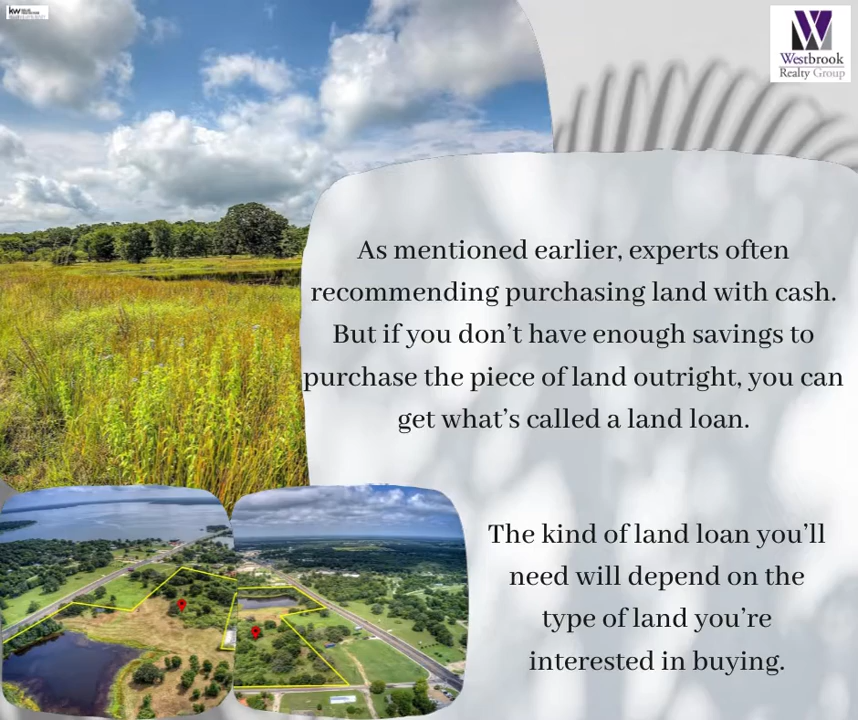 kw
Westbrook
Realty Group
As mentioned earlier, experts often
recommending purchasing land with cash.
But if you don't have enough savings to
purchase the piece of land outright, you can
get what's called a land loan.
The kind of land loan you'll
need will depend on the
type of land you're
interested in buying.